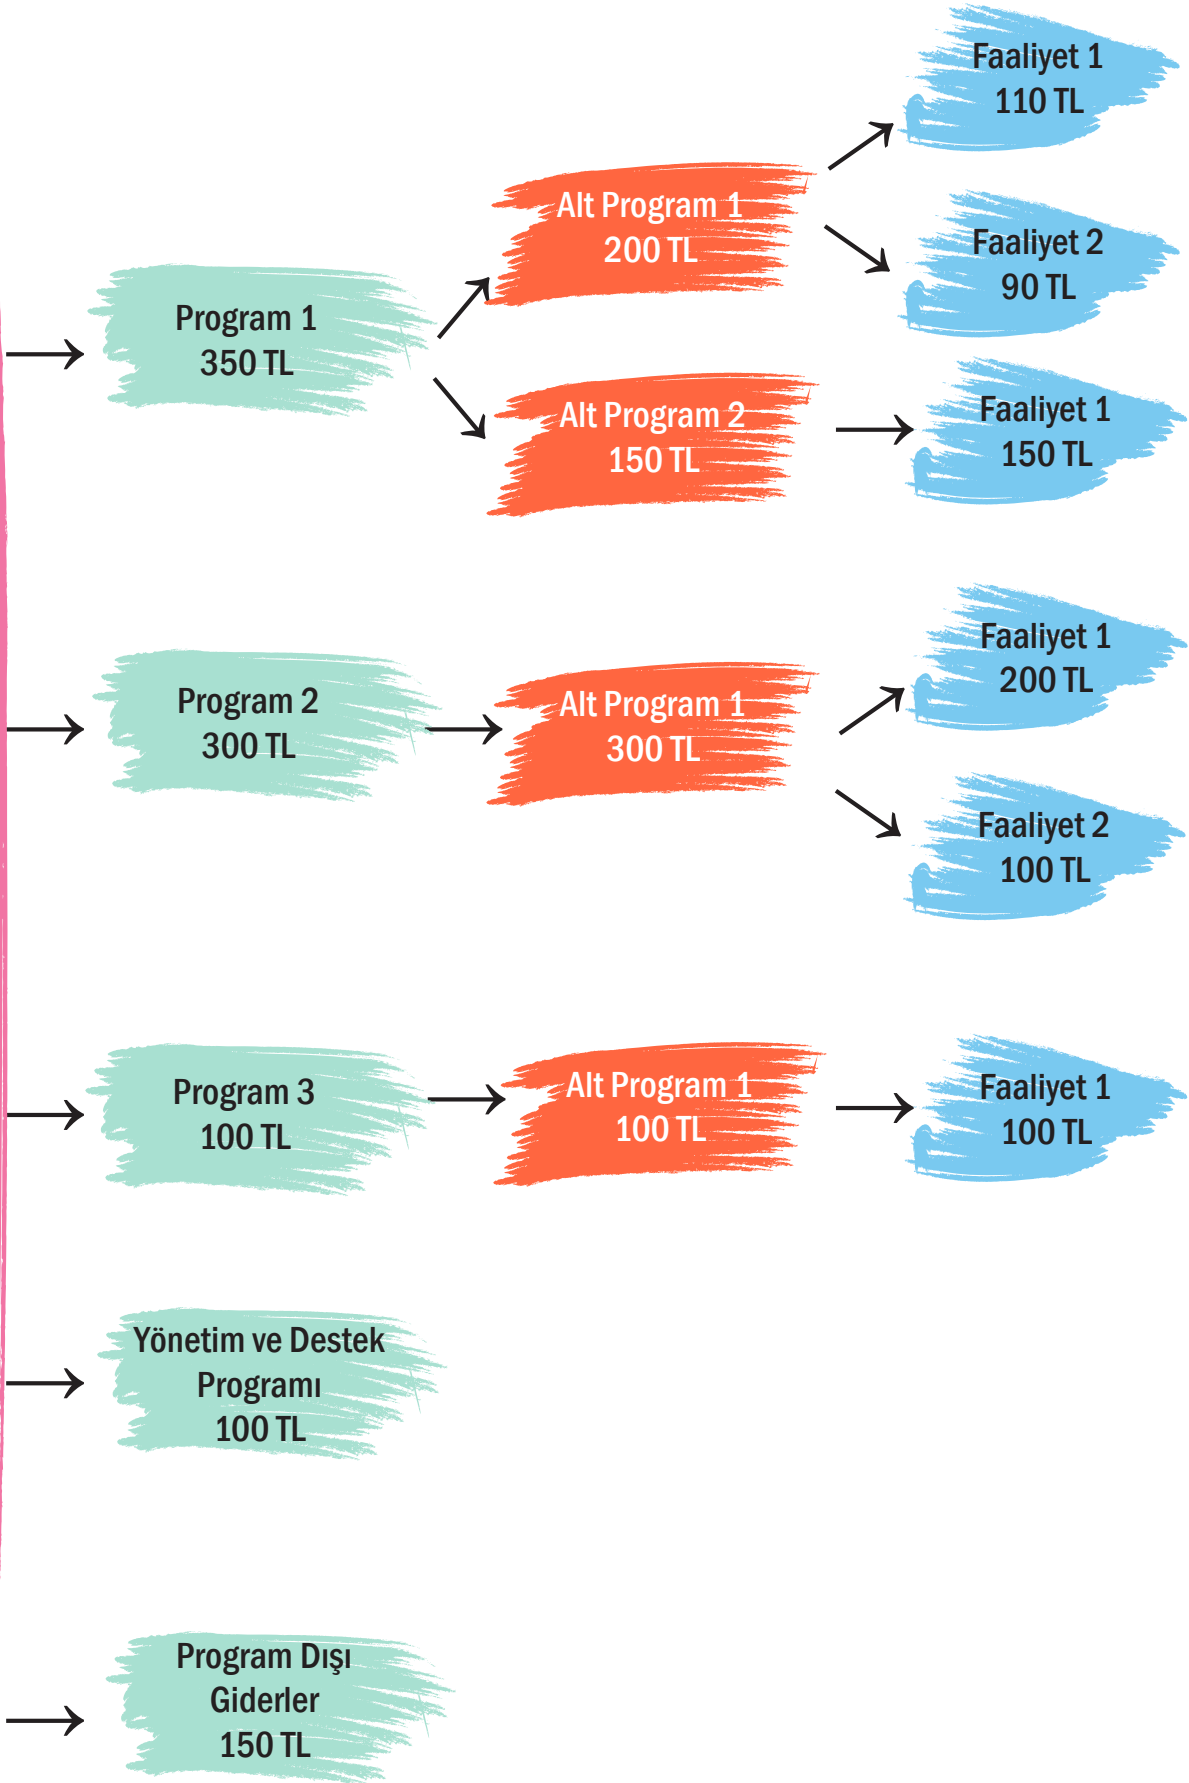 Faaliyet 1
110 TL
Alt Program 1
200 TL
Faaliyet 2
90 TL
Program 1
350 TL
Alt Program 2
150 TL
Faaliyet 1
150 TL
Faaliyet 1
200 TL
Program 2
300 TL
Alt Program 1
300 TL
Faaliyet 2
100 TL
Program 3
100 TL
Alt Program 1
100 TL
Faaliyet 1
100 TL
Yönetim ve Destek
Programı
100 TL
Program Dışı
Giderler
150 TL